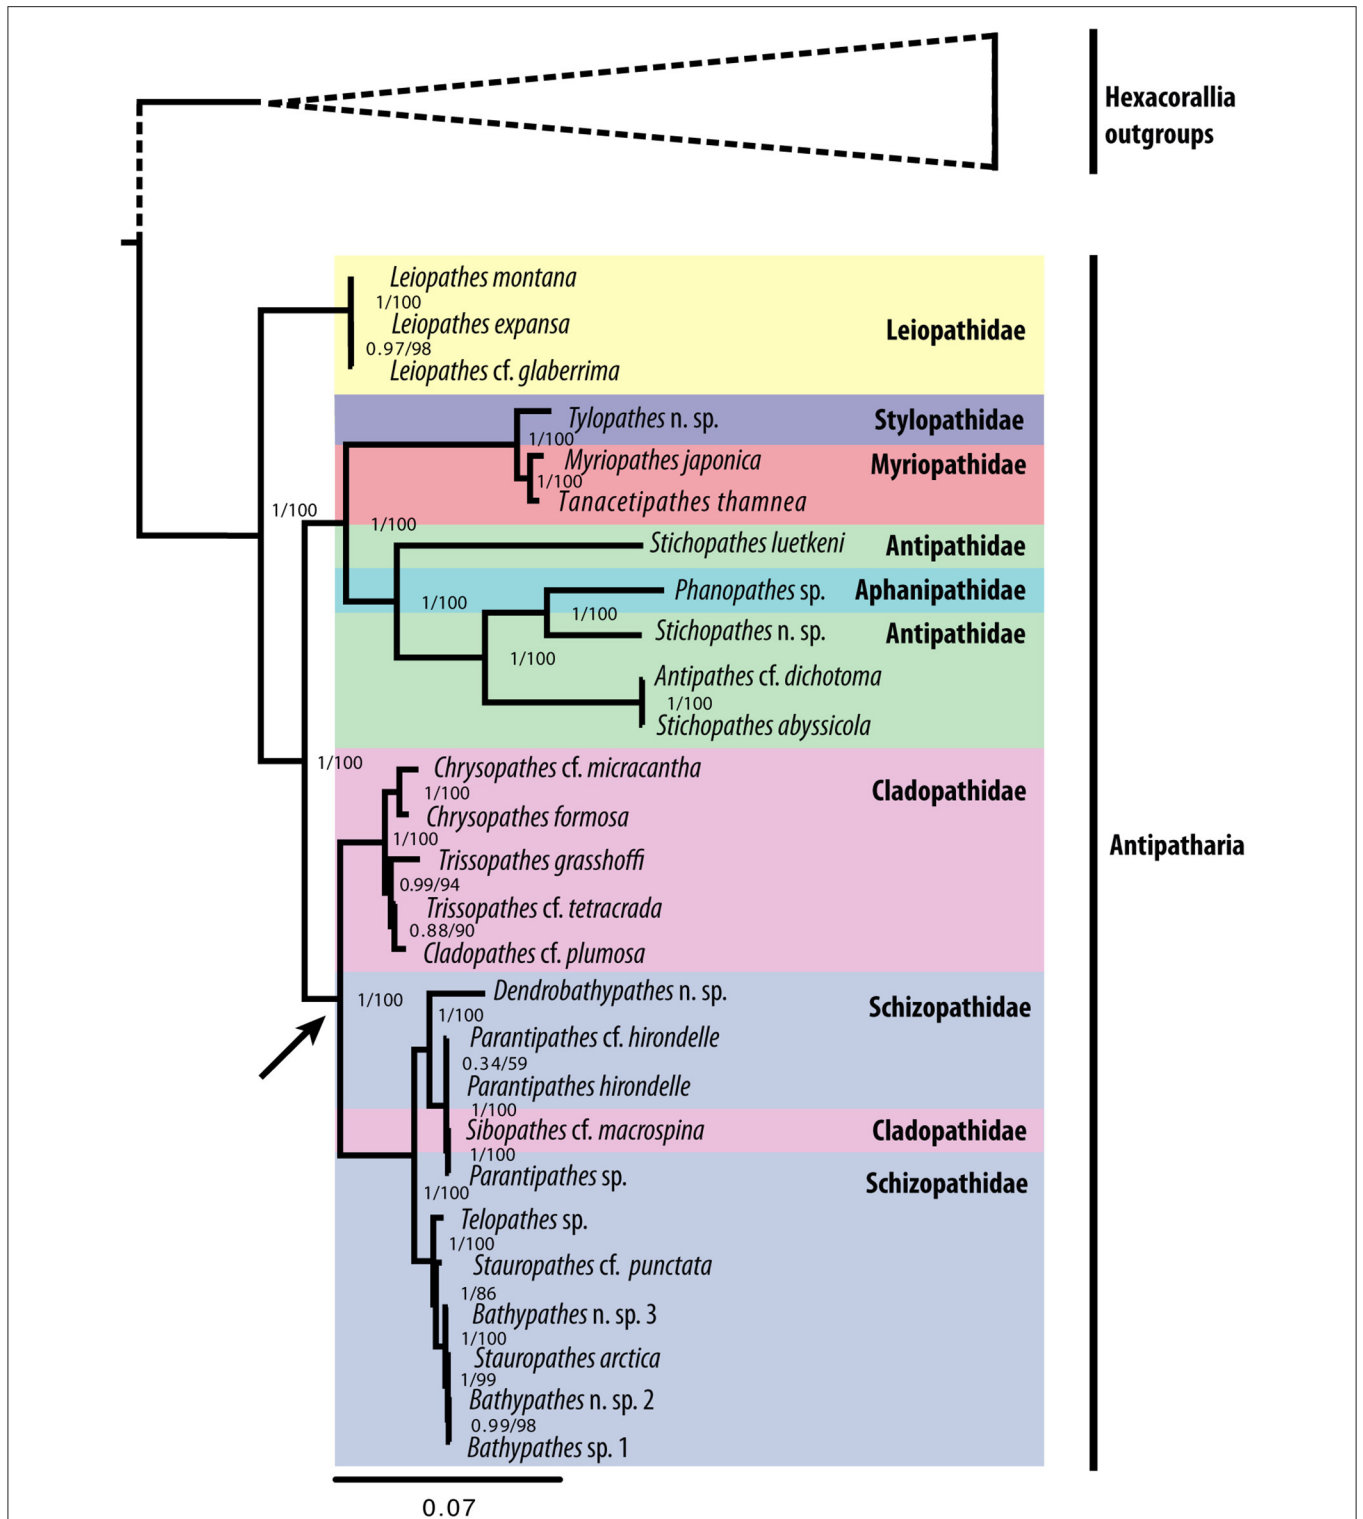 Hexacorallia
outgroups
Leiopathes montana
1/100
Leiopathes expansa
Leiopathidae
0.97/98
Leiopathes cf. glaberrima
Tylopathes n. sp.
Stylopathidae
1/100
Myriopathes japonica
Myriopathidae
1/100
Tanacetipathes thamnea
1/100
1/100
Stichopathes luetkeni
Antipathidae
Phanopathes sp.
Aphanipathidae
1/100
1/100
Stichopathes n. sp.
Antipathidae
1/100
Antipathes cf. dichotoma
1/100
Stichopathes abyssicola
1/100
Chrysopathes cf. micracantha
Cladopathidae
1/100
Chrysopathes formosa
1/100
Antipatharia
Trissopathes grasshoffi
0.99/94
Trissopathes cf. tetracrada
0.88/90
Cladopathes cf. plumosa
Dendrobathypathes n. sp.
1/100
Schizopathidae
1/100
Parantipathes cf. hirondelle
0.34/59
Parantipathes hirondelle
1/100
Sibopathes cf. macrospina
Cladopathidae
1/100
Parantipathes sp.
Schizopathidae
1/100
Telopathes sp.
1/100
Stauropathes cf. punctata
1/86
Bathypathes n. sp. 3
1/100
Stauropathes arctica
1/99
Bathypathes n. sp. 2
0.99/98
Bathypathes sp. 1
0.07